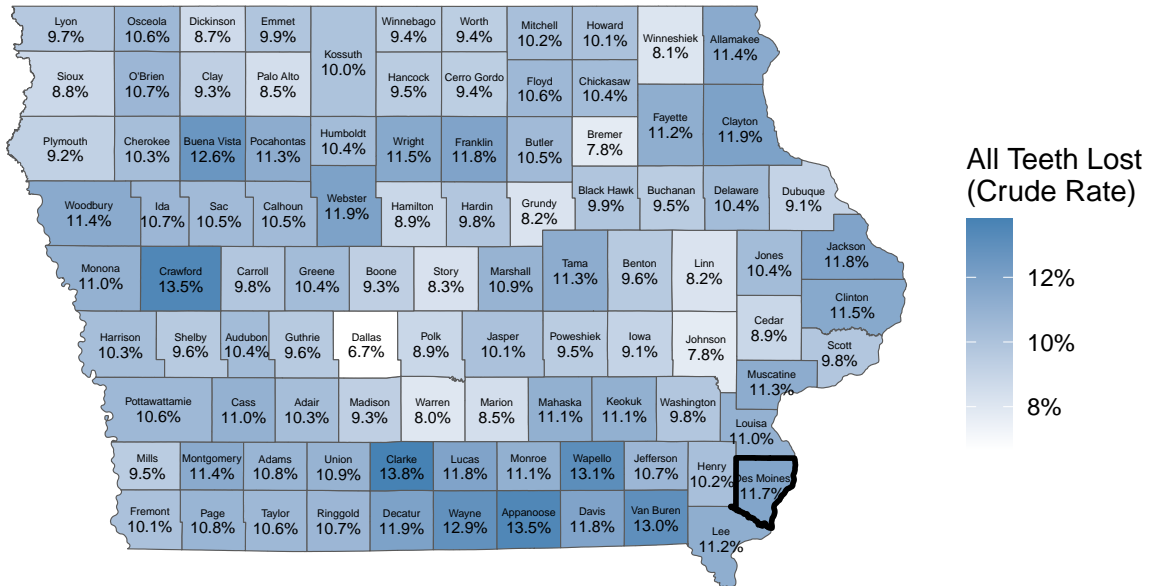 Lyon
9.7%
Osceola
10.6%
Dickinson
8.7%
Emmet
9.9%
Kossuth
10.0%
Winnebago
9.4%
Worth
9.4%
Mitchell
10.2%
Howard
10.1%
Winneshiek
8.1%
Allamakee
11.4%
Sioux
8.8%
O'Brien
10.7%
Clay
9.3%
Palo Alto
8.5%
Hancock
9.5%
Cerro Gordo
9.4%
Floyd
10.6%
Chickasaw
10.4%
Fayette
11.2%
Clayton
11.9%
Plymouth
9.2%
Cherokee
10.3%
Buena Vista
12.6%
Pocahontas
11.3%
Humboldt
10.4%
Wright
11.5%
Franklin
11.8%
Butler
10.5%
Bremer
7.8%
Woodbury
11.4%
Ida
10.7%
Sac
10.5%
Calhoun
10.5%
Webster
11.9%
Hamilton
8.9%
Hardin
9.8%
Grundy
8.2%
Black Hawk
9.9%
Buchanan
9.5%
Delaware
10.4%
Dubuque
9.1%
Monona
11.0%
Crawford
13.5%
Carroll
9.8%
Greene
10.4%
Boone
9.3%
Story
8.3%
Marshall
10.9%
Tama
11.3%
Benton
9.6%
Linn
8.2%
Jones
10.4%
Jackson
11.8%
Clinton
11.5%
Harrison
10.3%
Shelby
9.6%
Audubon
10.4%
Guthrie
9.6%
Dallas
6.7%
Polk
8.9%
Jasper
10.1%
Poweshiek
9.5%
Iowa
9.1%
Johnson
7.8%
Cedar
8.9%
Scott
9.8%
Muscatine
11.3%
Pottawattamie
10.6%
Cass
11.0%
Adair
10.3%
Madison
9.3%
Warren
8.0%
Marion
8.5%
Mahaska
11.1%
Keokuk
11.1%
Washington
9.8%
Louisa
11.0%
Mills
9.5%
Montgomery
11.4%
Adams
10.8%
Union
10.9%
Clarke
13.8%
Lucas
11.8%
Monroe
11.1%
Wapello
13.1%
Jefferson
10.7%
Henry
10.2%
Des Moines
11.7%
Fremont
10.1%
Page
10.8%
Taylor
10.6%
Ringgold
10.7%
Decatur
11.9%
Wayne
12.9%
Appanoose
13.5%
Davis
11.8%
Van Buren
13.0%
Lee
11.2%
All Teeth Lost
(Crude Rate)
12%
10%
8%